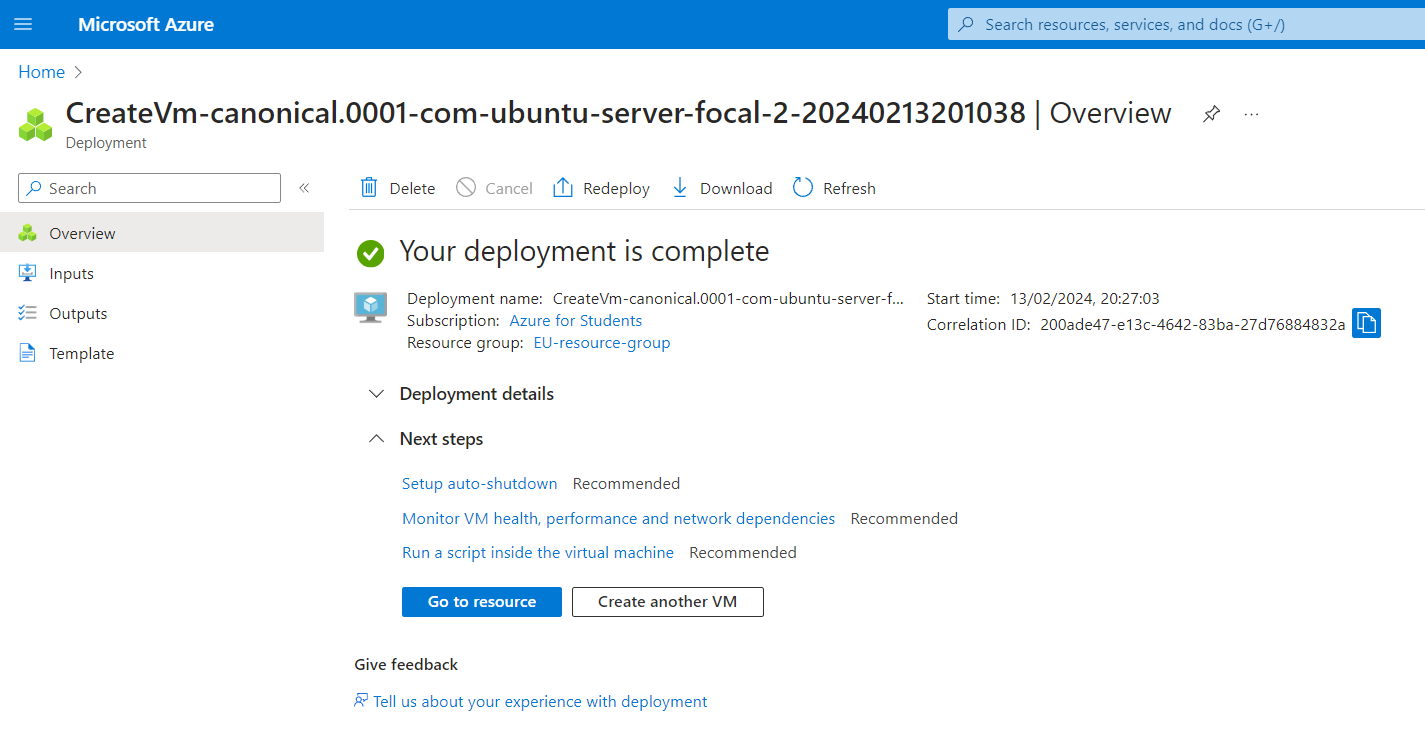 Microsoft Azure
Search resources, services, and docs (G+/)
Home
CreateVm-canonical.0001-com-ubuntu-server-focal-2-20240213201038 | Overview
Deployment
Search
Overview
Inputs
Outputs
Template
Delete
Cancel
Redeploy
Download
Refresh
Your deployment is complete
Deployment name: CreateVm-canonical.0001-com-ubuntu-server-f...
Subscription: Azure for Students
Resource group: EU-resource-group
Start time: 13/02/2024, 20:27:03
Correlation ID: 200ade47-e13c-4642-83ba-27d76884832a
Deployment details
Next steps
Setup auto-shutdown Recommended
Monitor VM health, performance and network dependencies Recommended
Run a script inside the virtual machine Recommended
Go to resource
Create another VM
Give feedback
Tell us about your experience with deployment